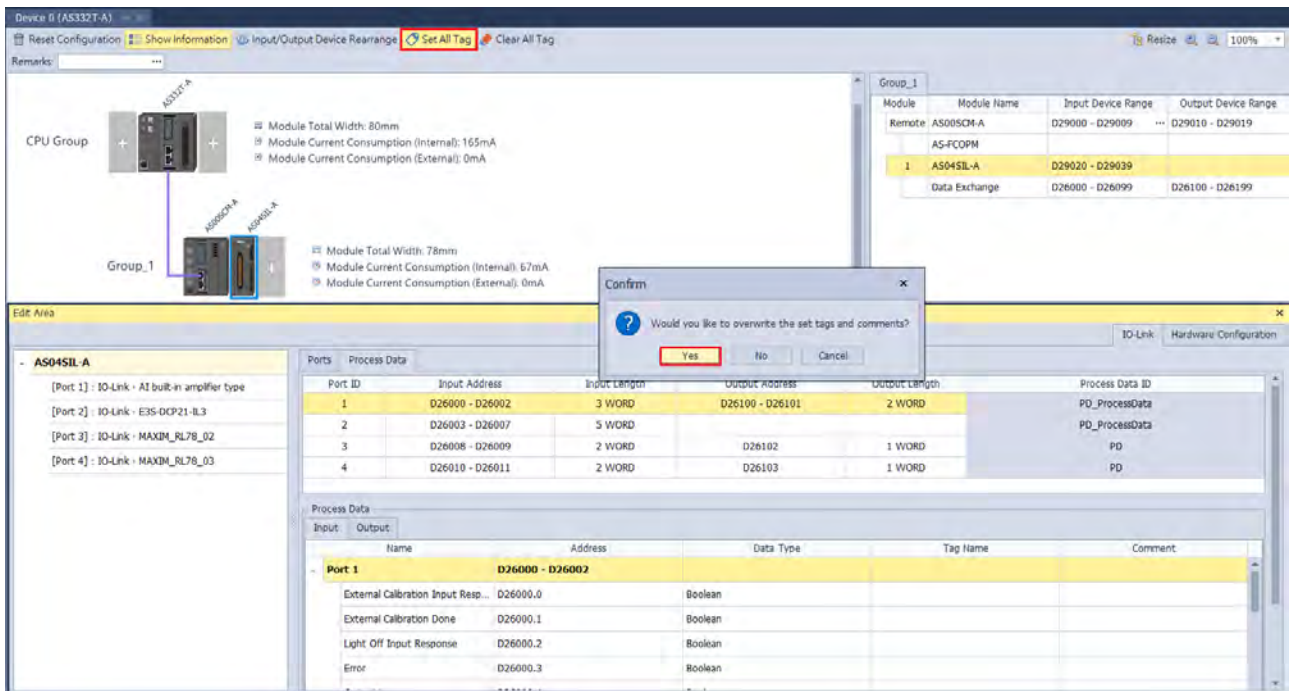 Device 0 (AS332T-A)
Reset Configuration Show Information Input/Output Device Rearrange Set All Tag Clear All Tag Resize 100%
Remarks: ...
AS332T-A
CPU Group
Module Total Width: 80mm
Module Current Consumption (Internal): 165mA
Module Current Consumption (External): 0mA
AS00SCM-A AS04SIL-A
Group_1
Module Total Width: 78mm
Module Current Consumption (Internal): 67mA
Module Current Consumption (External): 0mA
Group_1
Module Module Name Input Device Range Output Device Range
Remote AS00SCM-A D29000 - D29009 ... D29010 - D29019
AS-FCOPM
1 AS04SIL-A D29020 - D29039
Data Exchange D26000 - D26099 D26100 - D26199
Confirm x
? Would you like to overwrite the set tags and comments?
Yes No Cancel
Edit Area x
IO-Link Hardware Configuration
- AS04SIL-A
[Port 1] : IO-Link - AI built-in amplifier type
[Port 2] : IO-Link - E3S-DCP21-IL3
[Port 3] : IO-Link - MAXIM_RL78_02
[Port 4] : IO-Link - MAXIM_RL78_03
Ports Process Data
Port ID Input Address Input Length Output Address Output Length Process Data ID
1 D26000 - D26002 3 WORD D26100 - D26101 2 WORD PD_ProcessData
2 D26003 - D26007 5 WORD PD_ProcessData
3 D26008 - D26009 2 WORD D26102 1 WORD PD
4 D26010 - D26011 2 WORD D26103 1 WORD PD
Process Data
Input Output
Name Address Data Type Tag Name Comment
- Port 1 D26000 - D26002
External Calibration Input Resp... D26000.0 Boolean
External Calibration Done D26000.1 Boolean
Light Off Input Response D26000.2 Boolean
Error D26000.3 Boolean